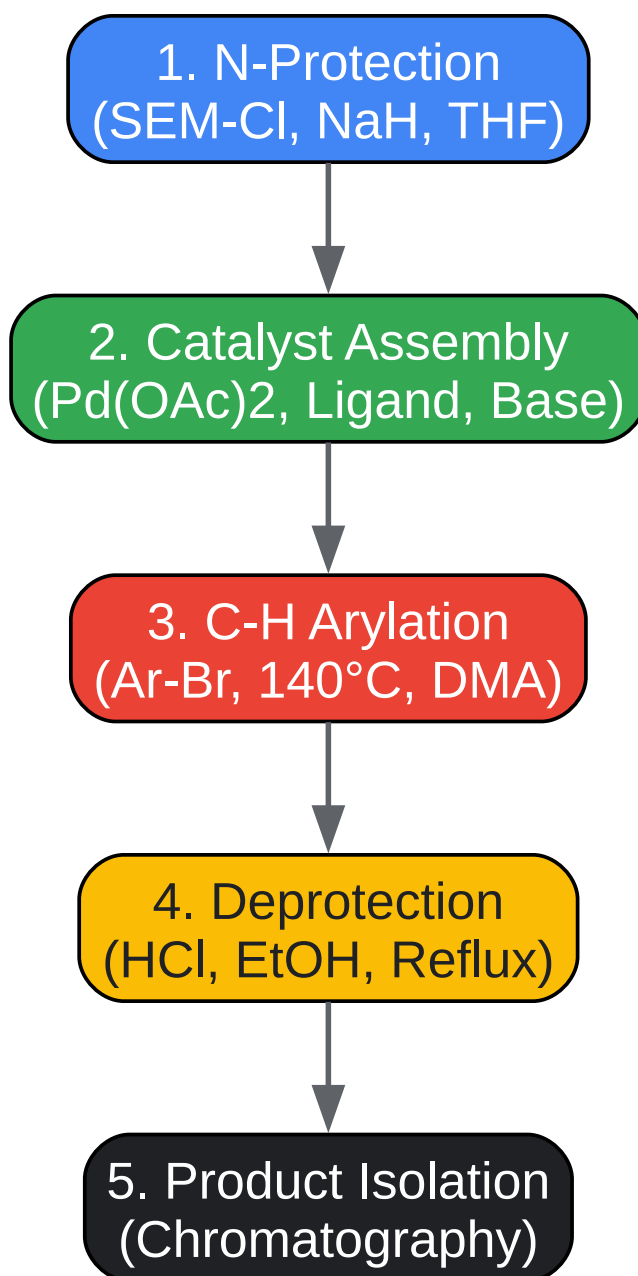 1. N-Protection
(SEM-Cl, NaH, THF)
2. Catalyst Assembly
(Pd(OAc)2, Ligand, Base)
3. C-H Arylation
(Ar-Br, 140°C, DMA)
4. Deprotection
(HCl, EtOH, Reflux)
5. Product Isolation
(Chromatography)